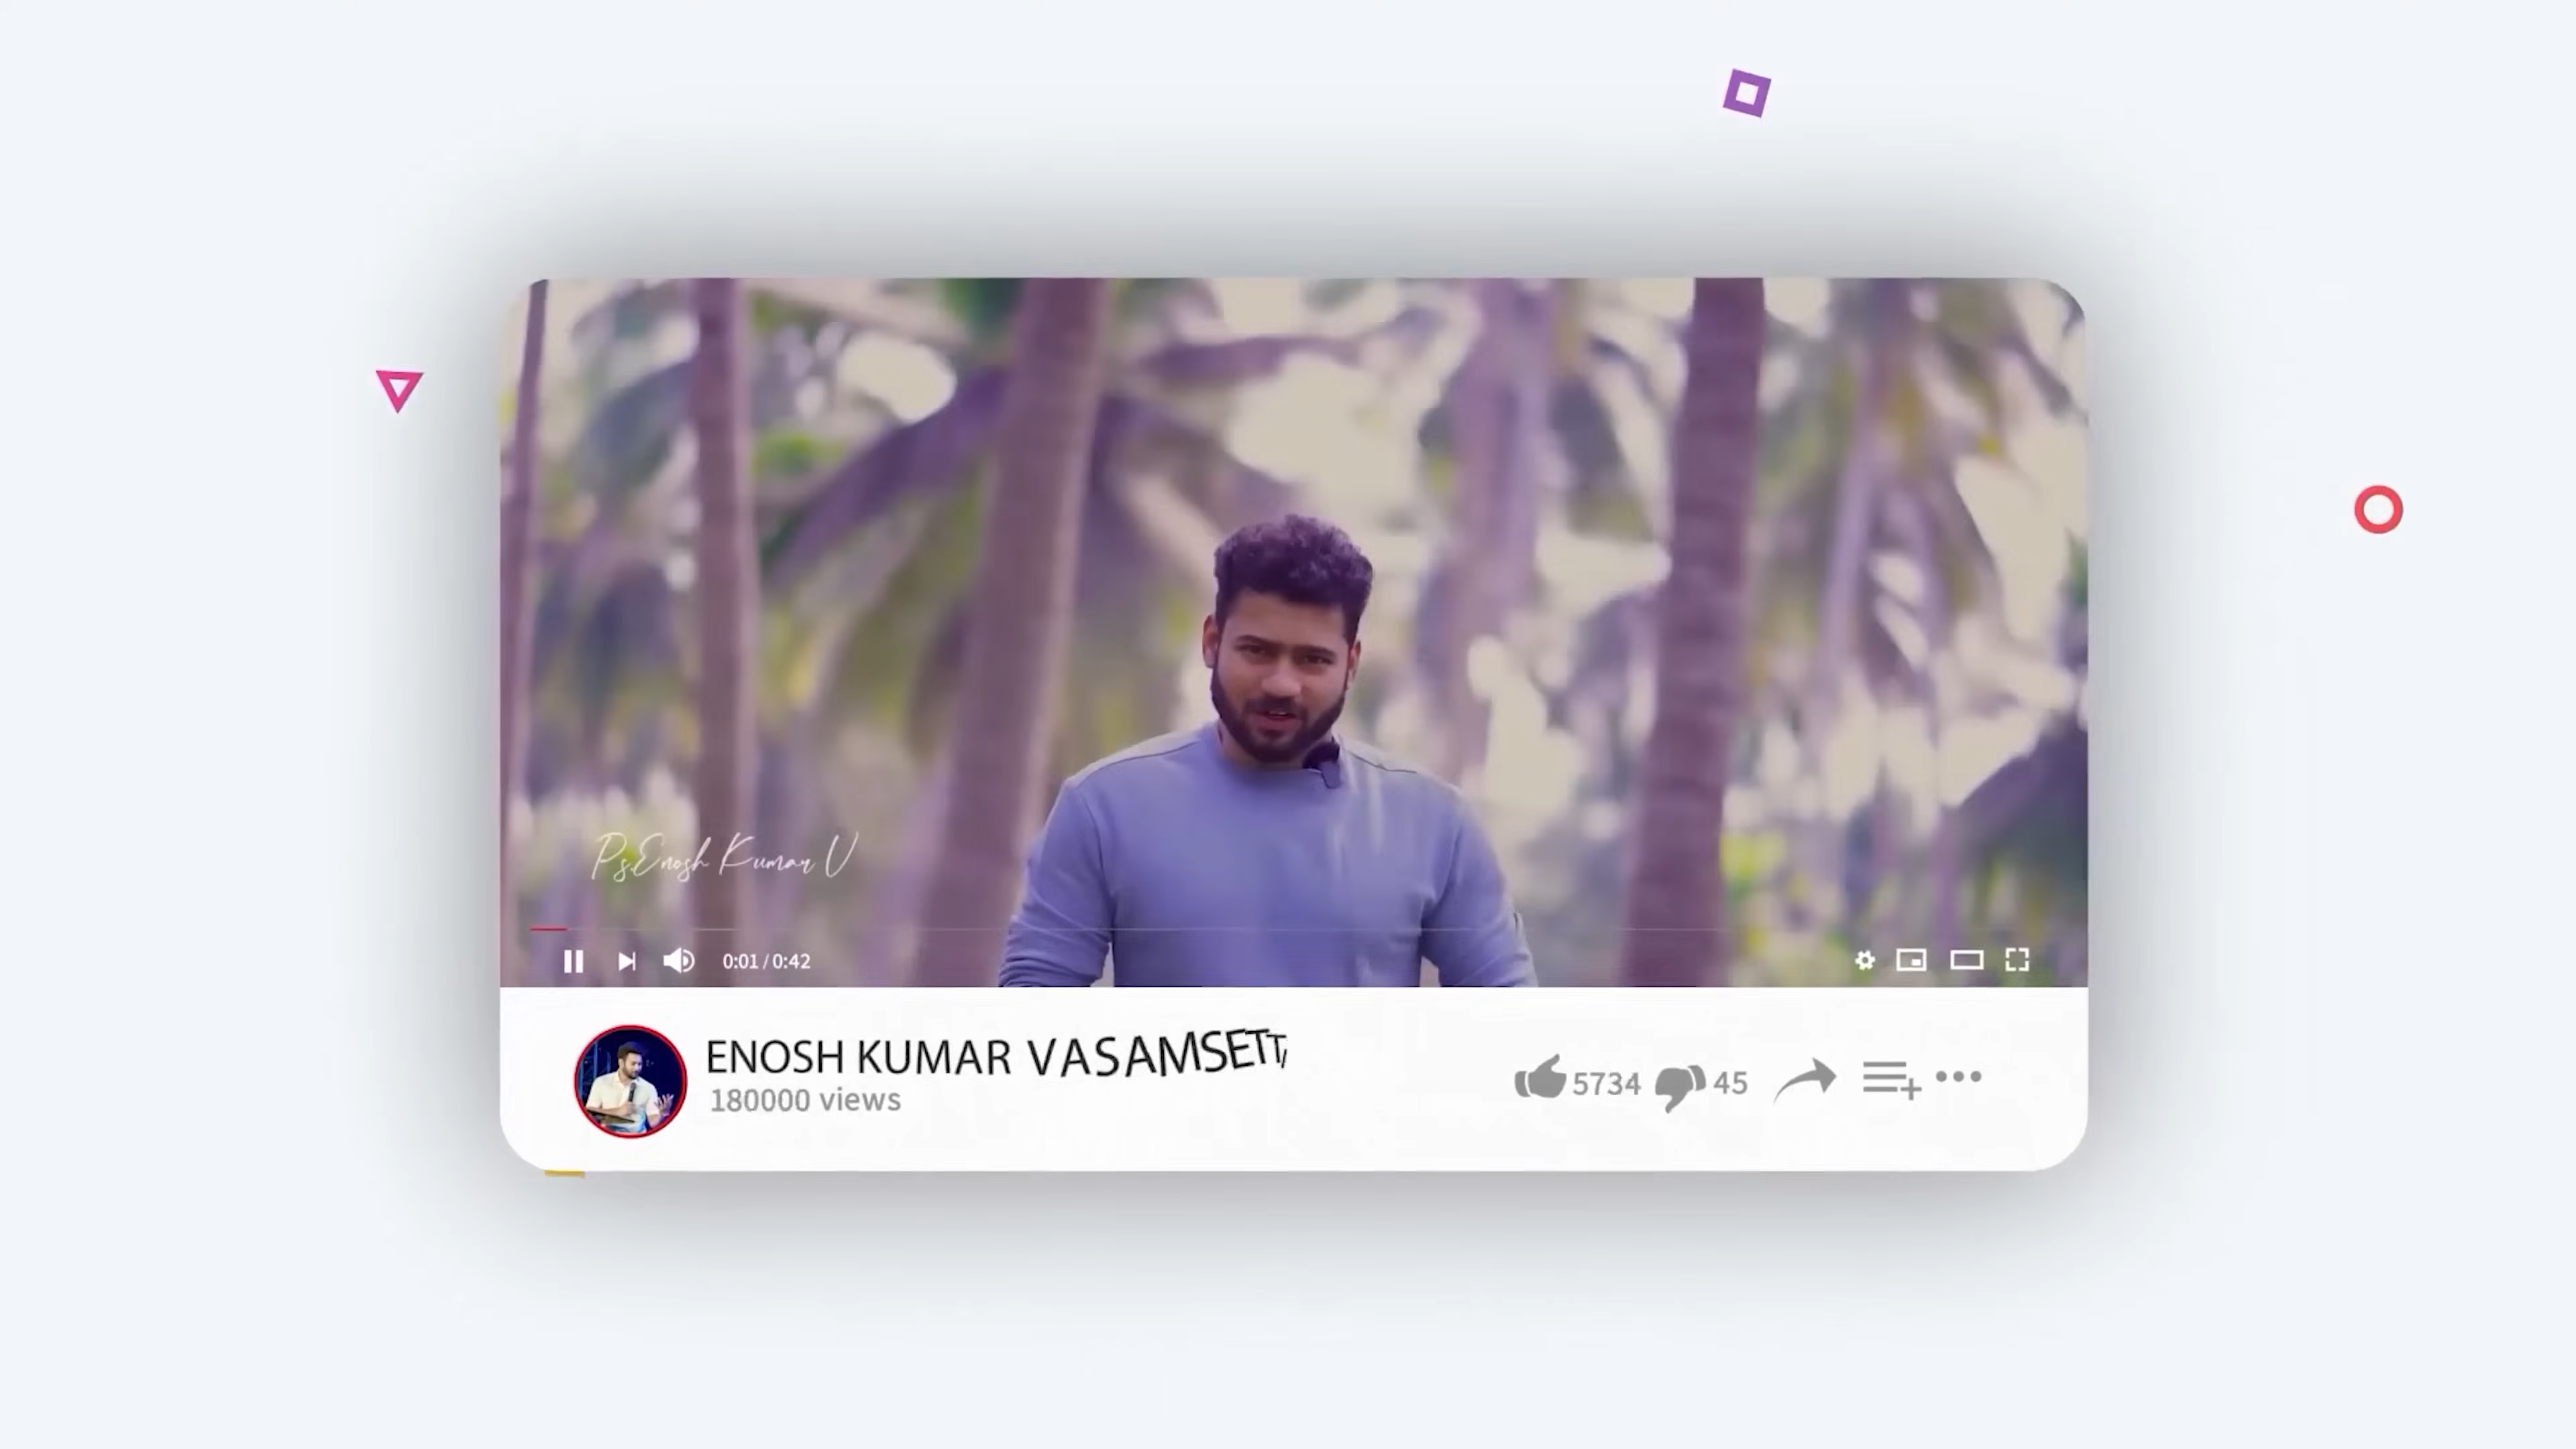 Ps.Enosh Kumar V
0:01 / 0:42
ENOSH KUMAR VASAMSETT
180000 views
5734
45